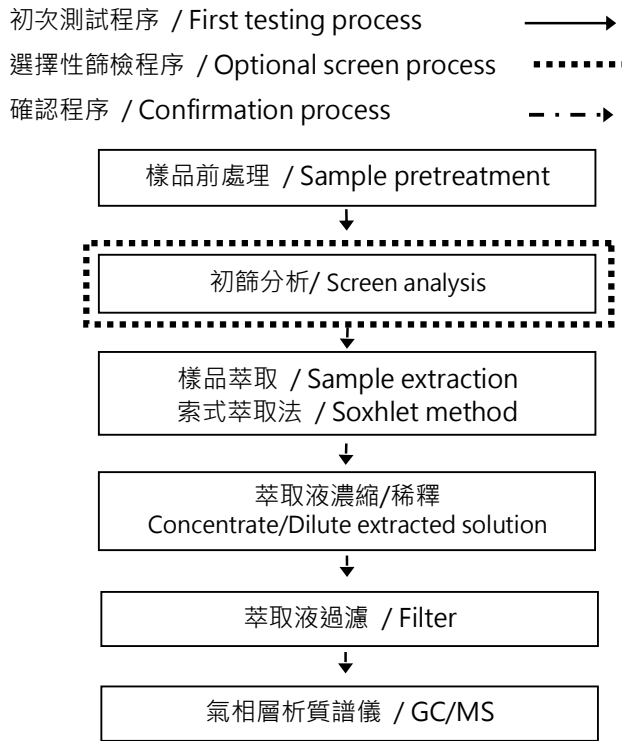 初次測試程序 / First testing process
選擇性篩檢程序 / Optional screen process
確認程序 / Confirmation process
樣品前處理 / Sample pretreatment
初篩分析/ Screen analysis
樣品萃取 / Sample extraction
索式萃取法 / Soxhlet method
萃取液濃縮/稀釋
Concentrate/Dilute extracted solution
萃取液過濾 / Filter
氣相層析質譜儀 / GC/MS